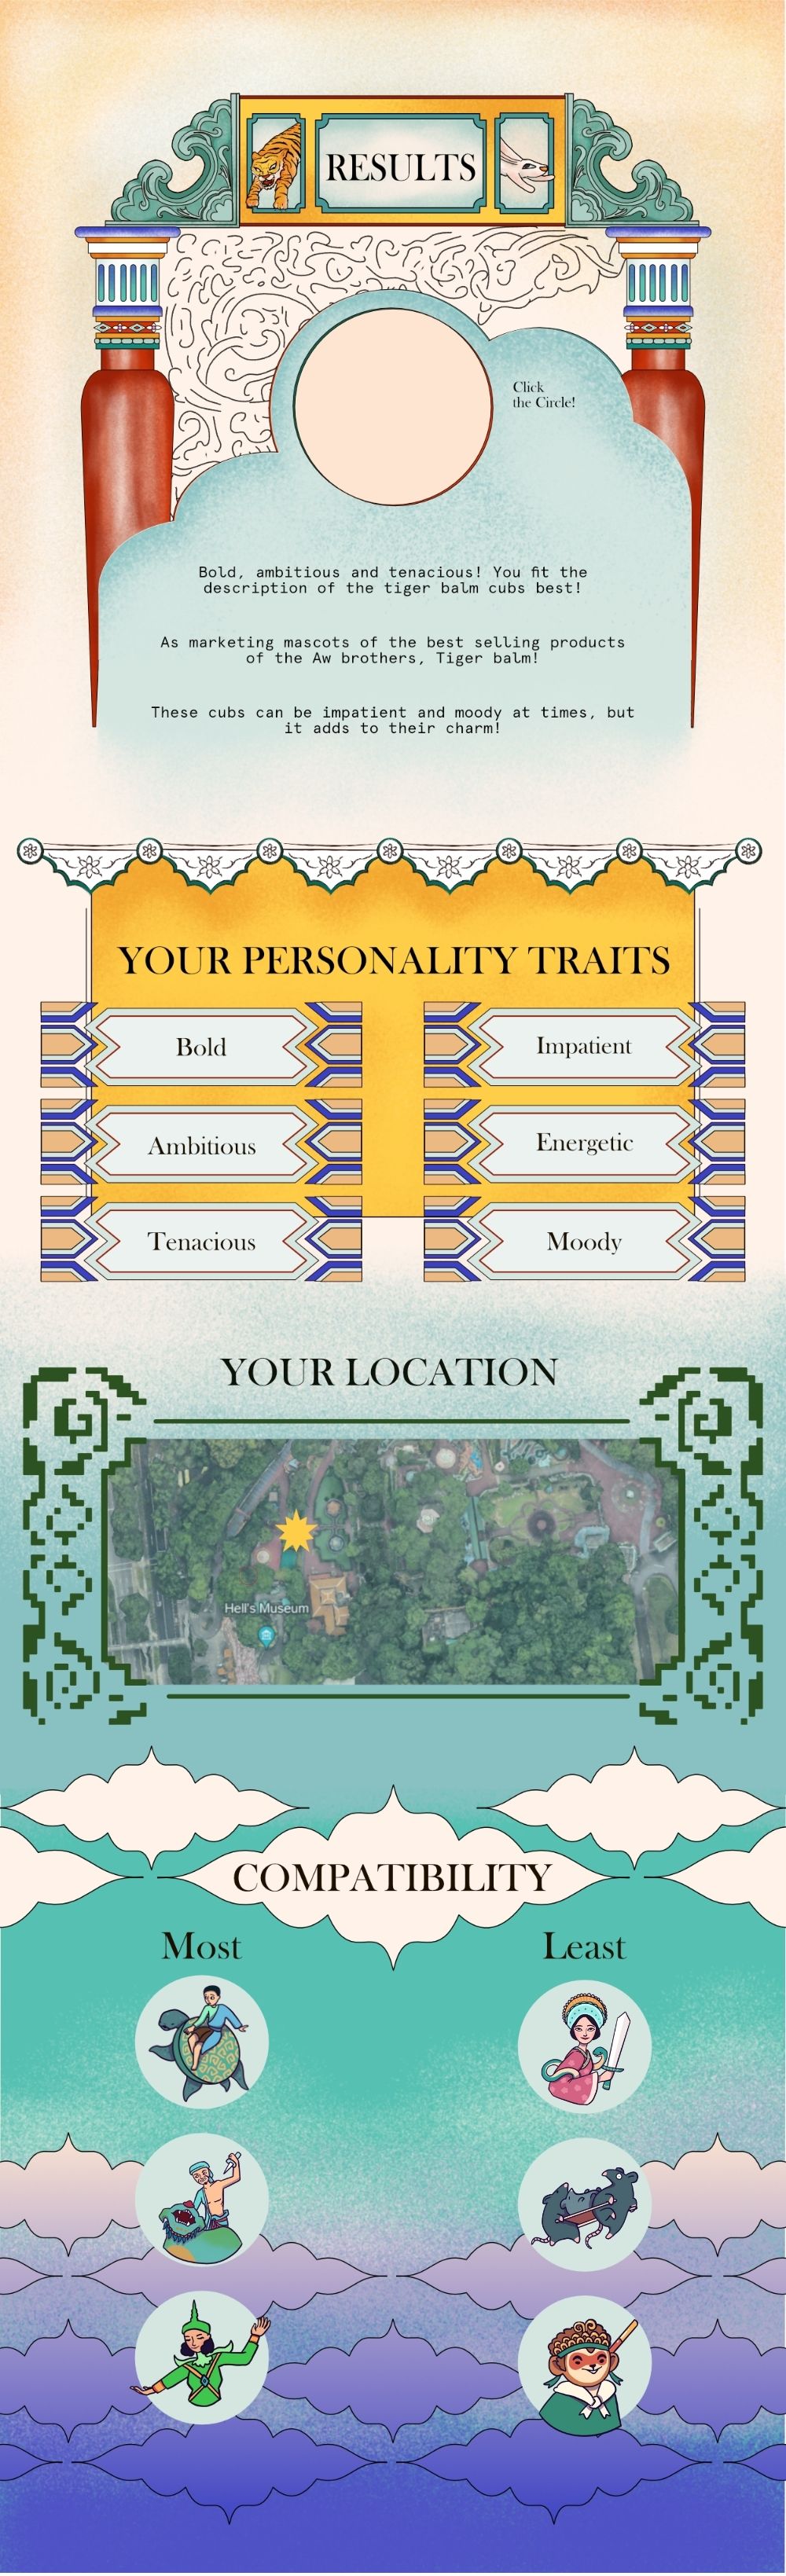 RESULTS
Click
the Circle!
Bold, ambitious and tenacious! You fit the
description of the tiger balm cubs best!
As marketing mascots of the best selling products
of the Aw brothers, Tiger balm!
These cubs can be impatient and moody at times, but
it adds to their charm!
YOUR PERSONALITY TRAITS
Bold
Impatient
Ambitious
Energetic
Tenacious
Moody
YOUR LOCATION
Hell's Museum
COMPATIBILITY
Most
Least